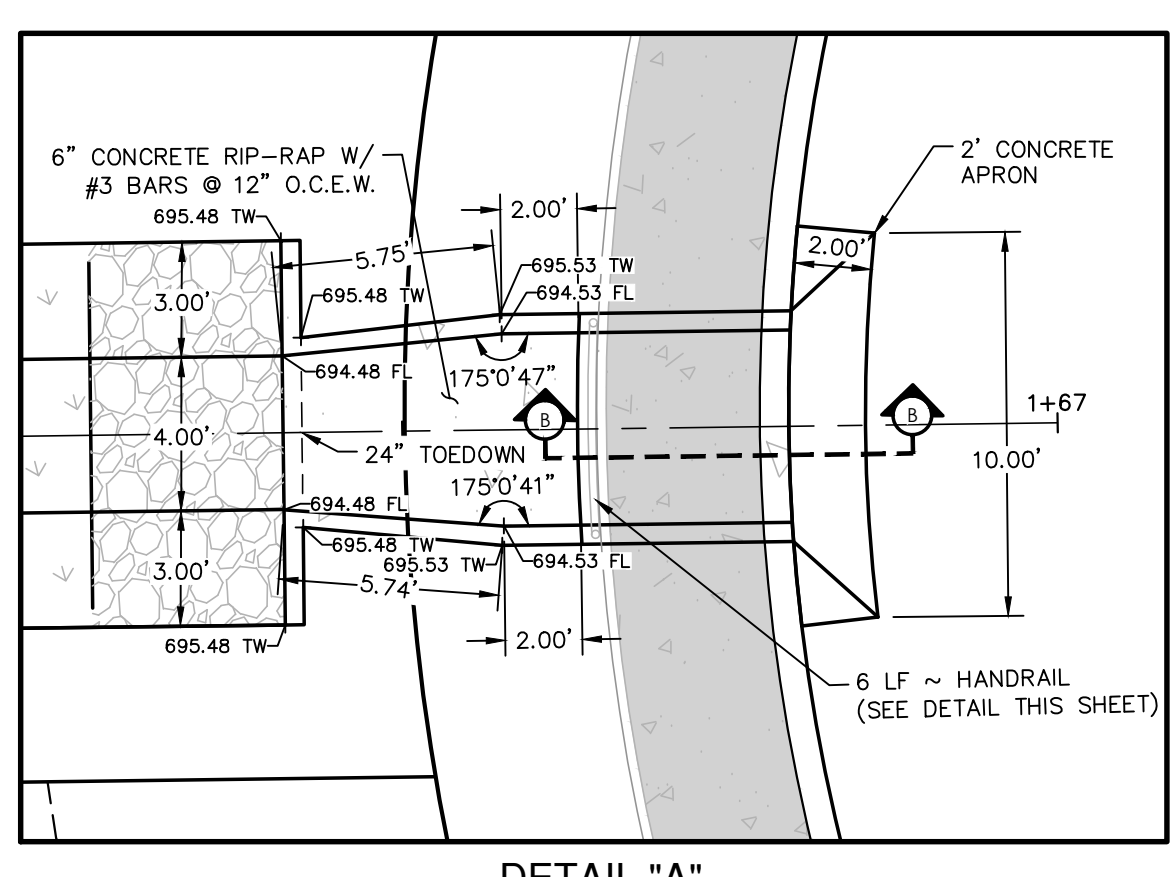 6" CONCRETE RIP-RAP W/
#3 BARS @ 12" O.C.E.W.
2' CONCRETE
APRON
695.48 TW
2.00'
5.75'
2.00'
695.53 TW
694.53 FL
695.48 TW
3.00'
694.48 FL
175°0'47"
B
B
1+67
4.00'
24" TOEDOWN
10.00'
175°0'41"
694.48 FL
695.48 TW
695.53 TW
694.53 FL
3.00'
5.74'
695.48 TW
2.00'
6 LF ~ HANDRAIL
(SEE DETAIL THIS SHEET)
DETAIL "A"